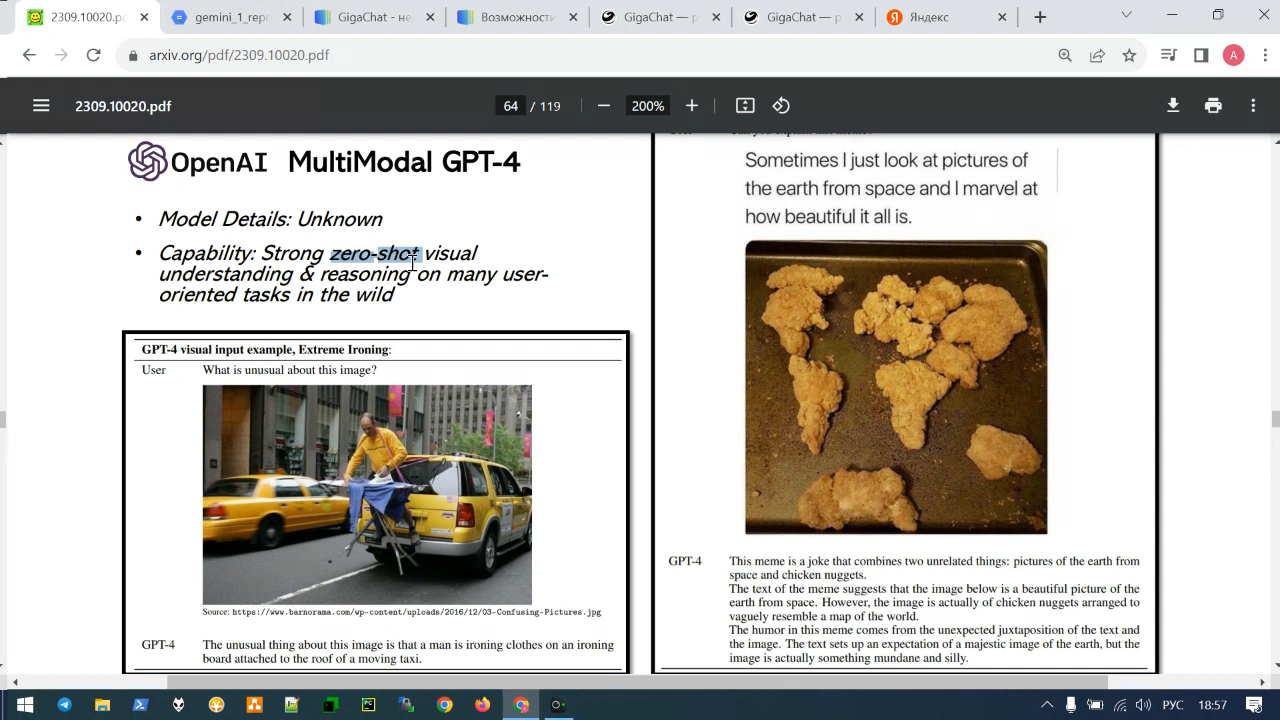 2309.10020.pdf
gemini_1_repo
GigaChat - не
Возможности
GigaChat — р
GigaChat — р
Яндекс
arxiv.org/pdf/2309.10020.pdf
A
2309.10020.pdf
64 / 119
200%
OpenAI MultiModal GPT-4
• Model Details: Unknown
• Capability: Strong zero-shot visual
understanding & reasoning on many user-
oriented tasks in the wild
GPT-4 visual input example, Extreme Ironing:
User What is unusual about this image?
Source: https://www.barnorama.com/wp-content/uploads/2016/12/03-Confusing-Pictures.jpg
GPT-4 The unusual thing about this image is that a man is ironing clothes on an ironing
board attached to the roof of a moving taxi.
Sometimes I just look at pictures of
the earth from space and I marvel at
how beautiful it all is.
GPT-4 This meme is a joke that combines two unrelated things: pictures of the earth from
space and chicken nuggets.
The text of the meme suggests that the image below is a beautiful picture of the
earth from space. However, the image is actually of chicken nuggets arranged to
vaguely resemble a map of the world.
The humor in this meme comes from the unexpected juxtaposition of the text and
the image. The text sets up an expectation of a majestic image of the earth, but the
image is actually something mundane and silly.
РУС
18:57